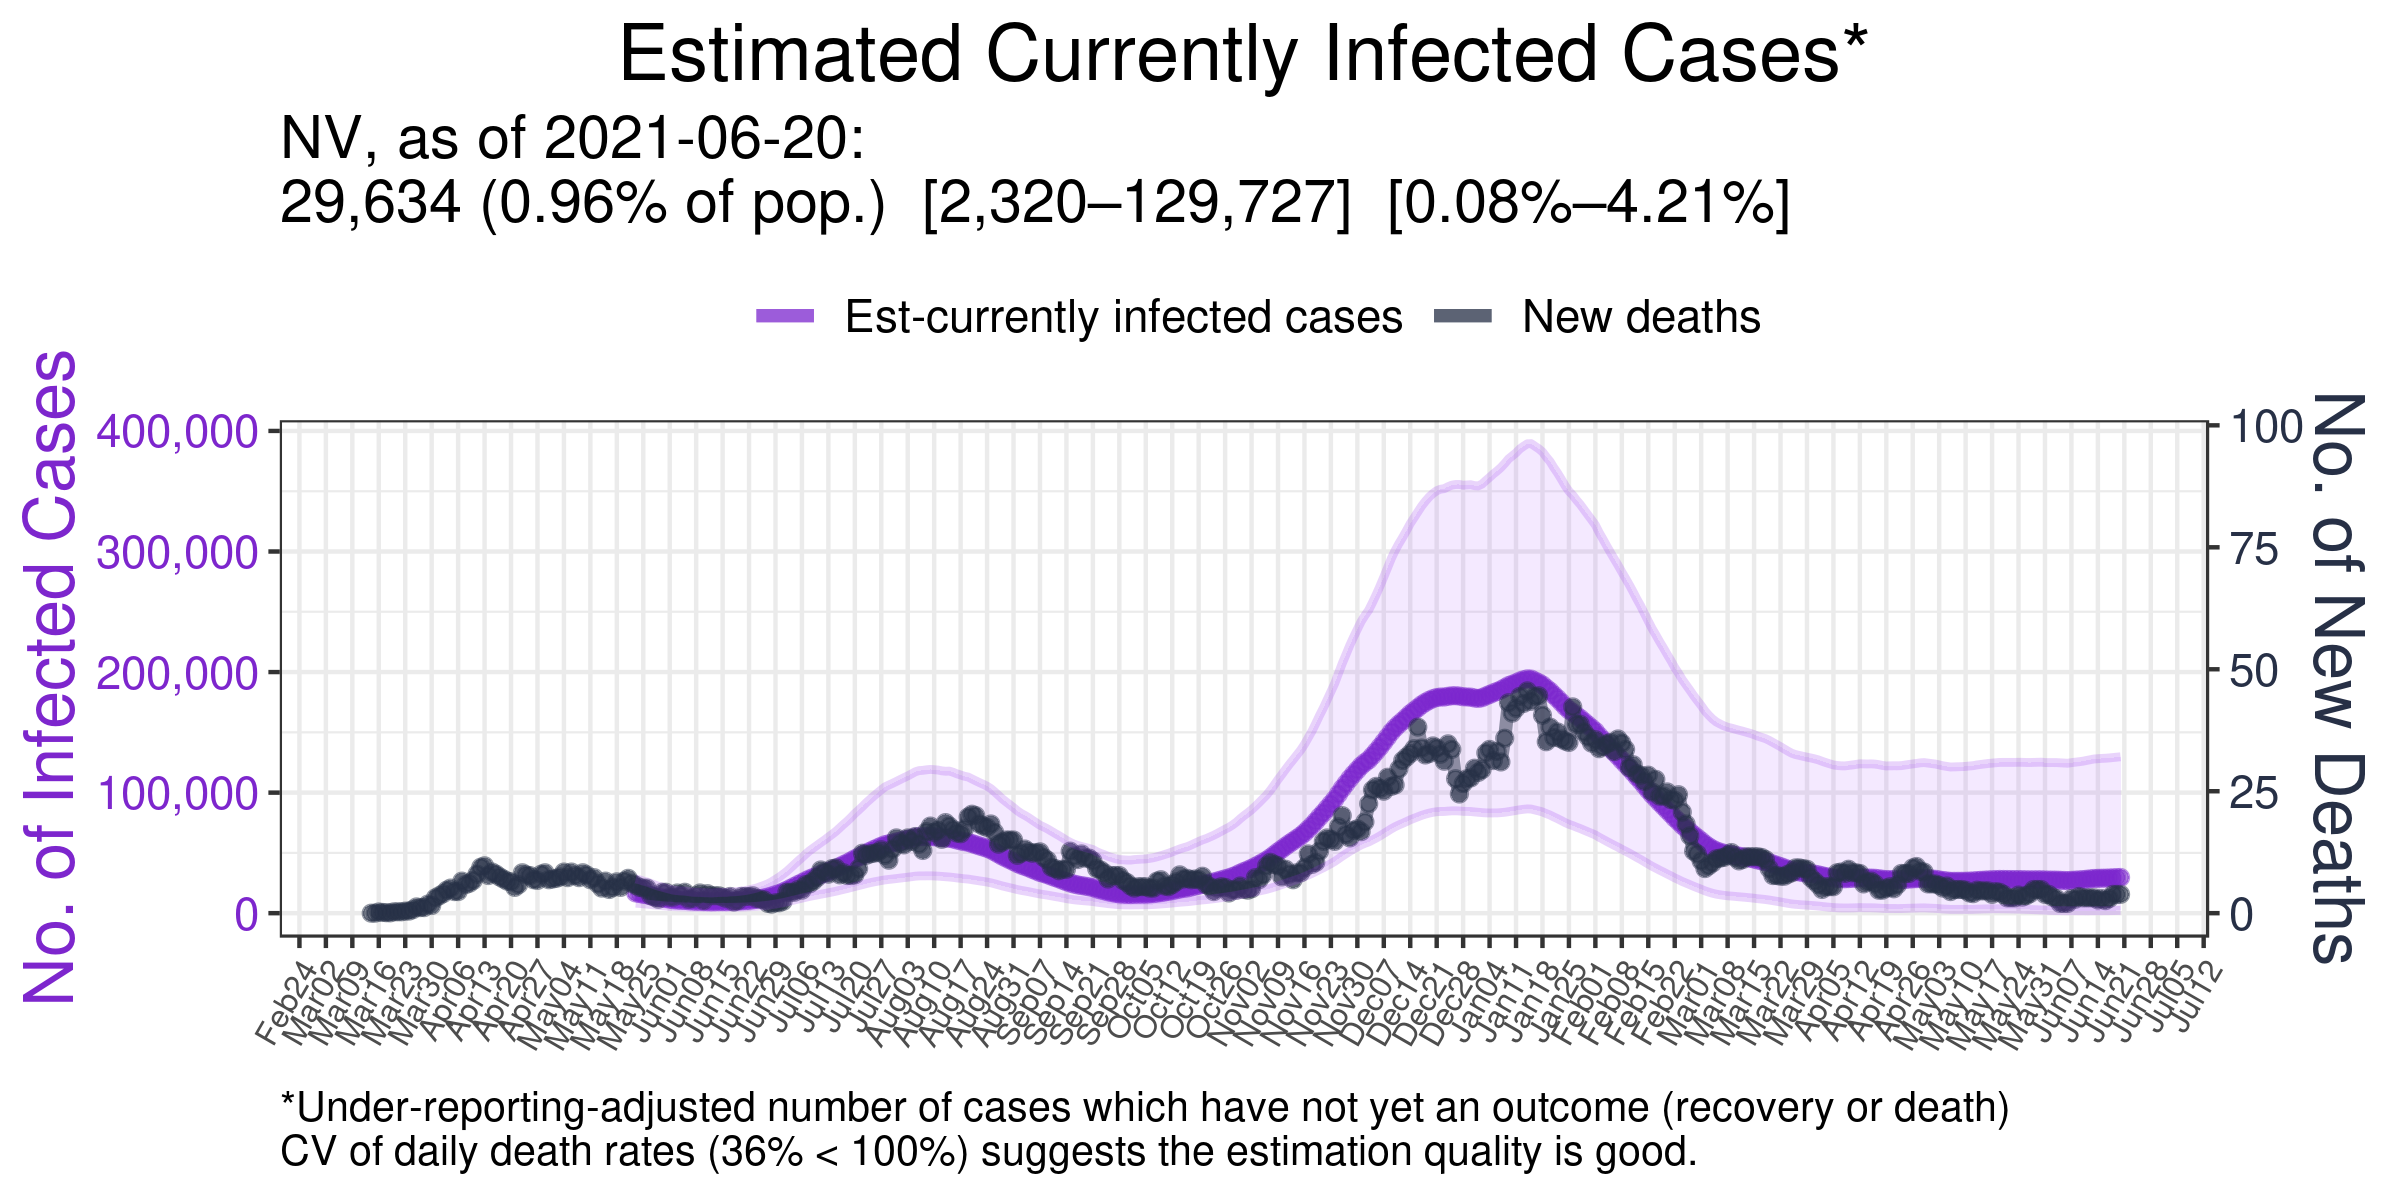 Estimated Currently Infected Cases*
NV, as of 2021-06-20:
29,634 (0.96% of pop.)  [2,320–129,727]  [0.08%–4.21%]
Est-currently infected cases
New deaths
No. of Infected Cases
400,000
300,000
200,000
100,000
0
100
75
50
25
0
No. of New Deaths
Feb24
Mar02
Mar09
Mar16
Mar23
Mar30
Apr06
Apr13
Apr20
Apr27
May04
May11
May18
May25
Jun01
Jun08
Jun15
Jun22
Jun29
Jul06
Jul13
Jul20
Jul27
Aug03
Aug10
Aug17
Aug24
Aug31
Sep07
Sep14
Sep21
Sep28
Oct05
Oct12
Oct19
Oct26
Nov02
Nov09
Nov16
Nov23
Nov30
Dec07
Dec14
Dec21
Dec28
Jan04
Jan11
Jan18
Jan25
Feb01
Feb08
Feb15
Feb22
Mar01
Mar08
Mar15
Mar22
Mar29
Apr05
Apr12
Apr19
Apr26
May03
May10
May17
May24
May31
Jun07
Jun14
Jun21
Jun28
Jul05
Jul12
*Under-reporting-adjusted number of cases which have not yet an outcome (recovery or death)
CV of daily death rates (36% < 100%) suggests the estimation quality is good.